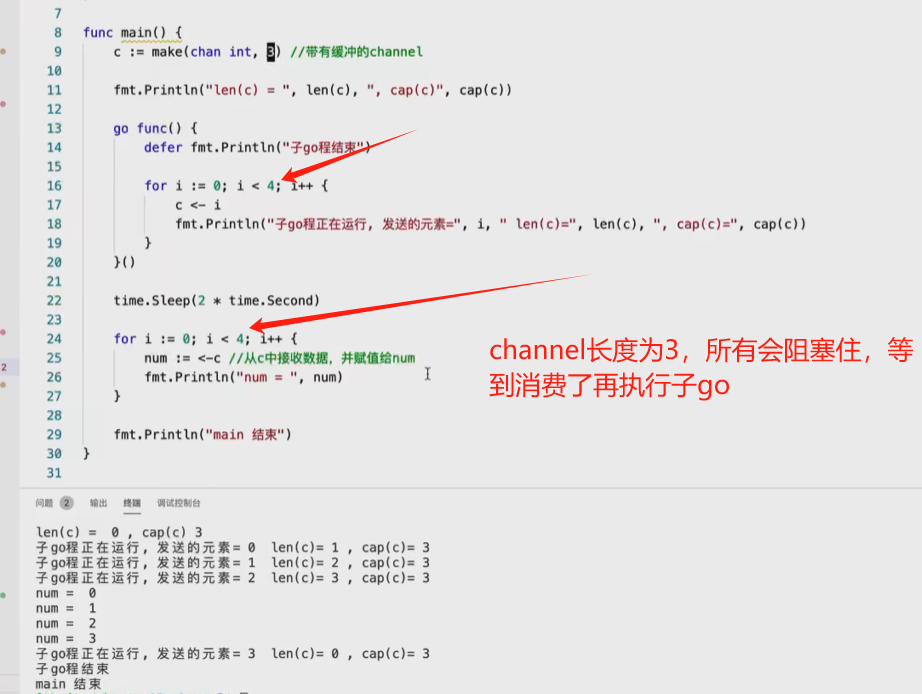 7
8 func main() {
9 c := make(chan int, 3) //带有缓冲的channel
10
11 fmt.Println("len(c) = ", len(c), ", cap(c)", cap(c))
12
13 go func() {
14 defer fmt.Println("子go程结束")
15
16 for i := 0; i < 4; i++ {
17 c <- i
18 fmt.Println("子go程正在运行, 发送的元素=", i, " len(c)=", len(c), ", cap(c)=", cap(c))
19 }
20 }()
21
22 time.Sleep(2 * time.Second)
23
24 for i := 0; i < 4; i++ {
25 num := <-c //从c中接收数据，并赋值给num
26 fmt.Println("num = ", num)
27 }
28
29 fmt.Println("main 结束")
30 }
31
2
channel长度为3，所有会阻塞住，等
到消费了再执行子go
问题 2 输出 终端 调试控制台
len(c) =  0 , cap(c) 3
子go程正在运行, 发送的元素= 0  len(c)= 1 , cap(c)= 3
子go程正在运行, 发送的元素= 1  len(c)= 2 , cap(c)= 3
子go程正在运行, 发送的元素= 2  len(c)= 3 , cap(c)= 3
num =  0
num =  1
num =  2
num =  3
子go程正在运行, 发送的元素= 3  len(c)= 0 , cap(c)= 3
子go程结束
main 结束